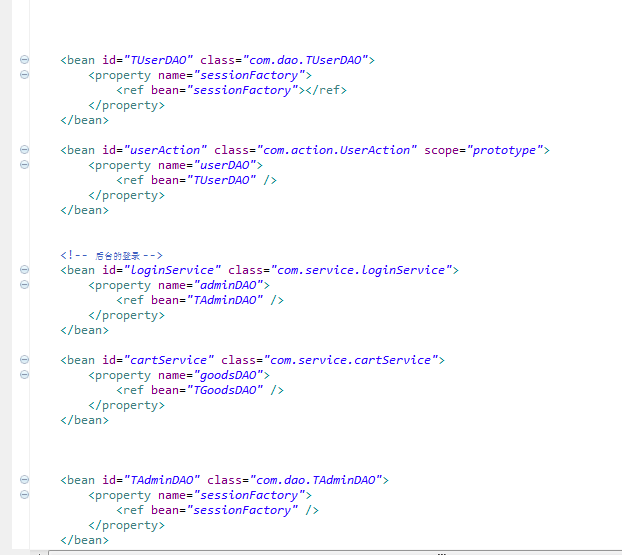 <bean id="TUserDAO" class="com.dao.TUserDAO">
<property name="sessionFactory">
<ref bean="sessionFactory"></ref>
</property>
</bean>
<bean id="userAction" class="com.action.UserAction" scope="prototype">
<property name="userDAO">
<ref bean="TUserDAO" />
</property>
</bean>
<!-- 后台的登录 -->
<bean id="loginService" class="com.service.loginService">
<property name="adminDAO">
<ref bean="TAdminDAO" />
</property>
</bean>
<bean id="cartService" class="com.service.cartService">
<property name="goodsDAO">
<ref bean="TGoodsDAO" />
</property>
</bean>
<bean id="TAdminDAO" class="com.dao.TAdminDAO">
<property name="sessionFactory">
<ref bean="sessionFactory" />
</property>
</bean>